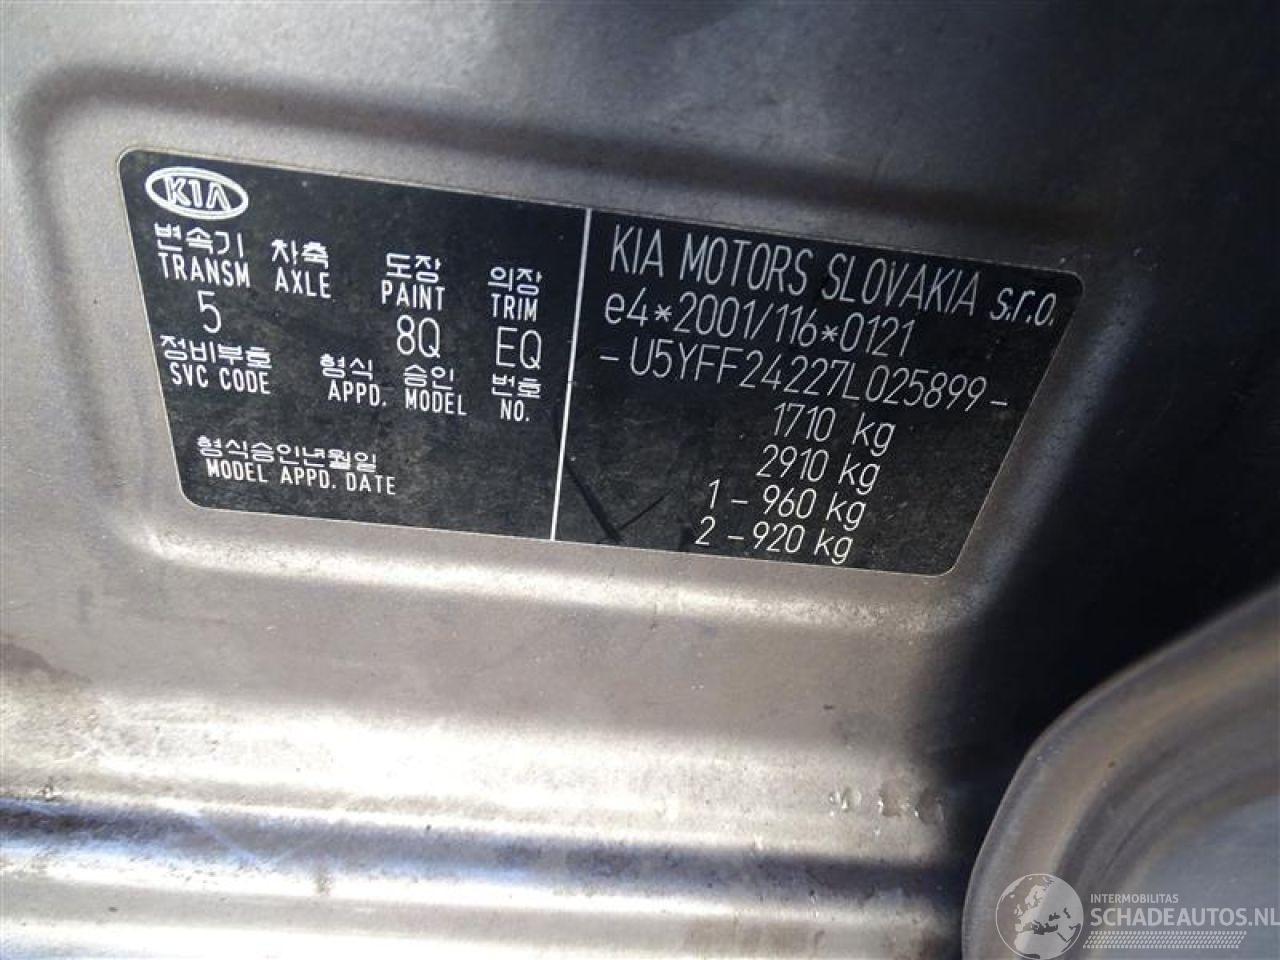 KIA
변속기 차축 도장 의장
TRANSM AXLE PAINT TRIM
5 8Q EQ
정비부호 형식 승인 번호
SVC CODE APPD. MODEL NO.
형식승인년월일
MODEL APPD. DATE
KIA MOTORS SLOVAKIA s.r.o.
e4*2001/116*0121
- U5YFF24227L025899 -
1710 kg
2910 kg
1 - 960 kg
2 - 920 kg
INTERMOBILITAS
SCHADEAUTOS.NL